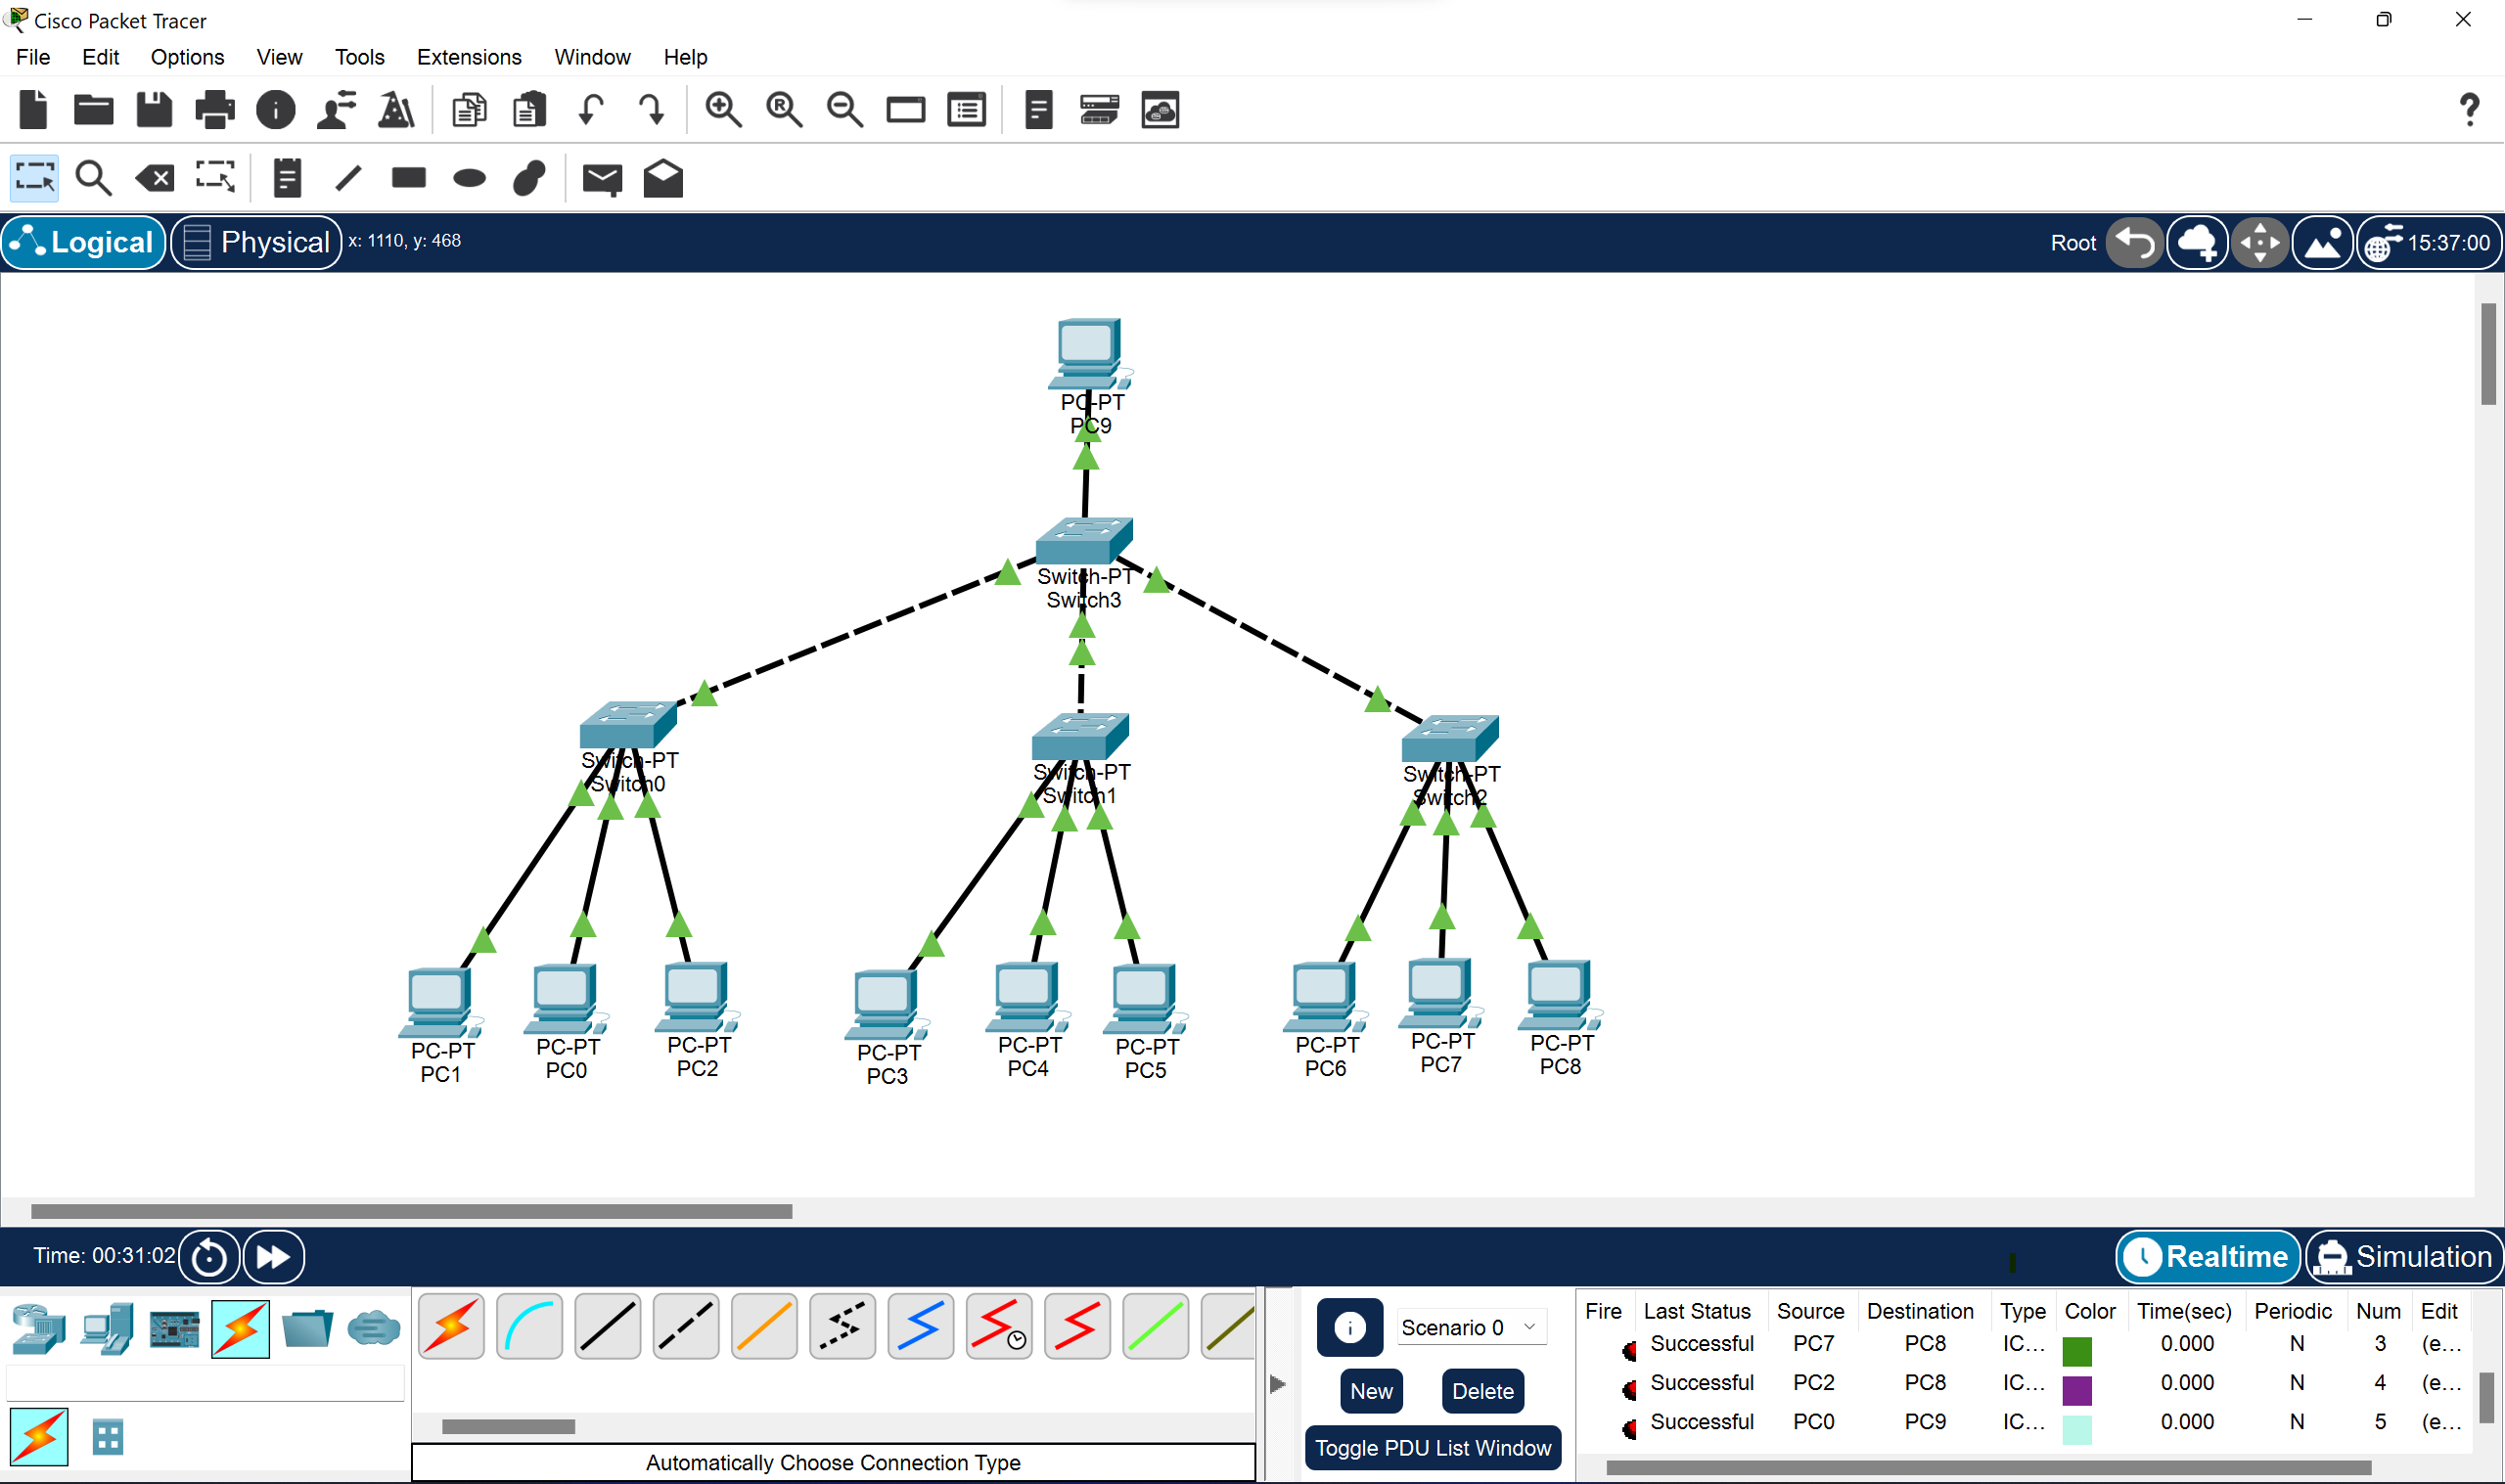 Cisco Packet Tracer
File Edit Options View Tools Extensions Window Help
Logical Physical x: 1110, y: 468 Root 15:37:00
PC-PT
PC9
Switch-PT
Switch3
Switch-PT
Switch0
Switch-PT
Switch1
Switch-PT
Switch2
PC-PT
PC1
PC-PT
PC0
PC-PT
PC2
PC-PT
PC3
PC-PT
PC4
PC-PT
PC5
PC-PT
PC6
PC-PT
PC7
PC-PT
PC8
Time: 00:31:02 Realtime Simulation
Automatically Choose Connection Type
Scenario 0
New Delete
Toggle PDU List Window
Fire Last Status Source Destination Type Color Time(sec) Periodic Num Edit
Successful PC7 PC8 IC... 0.000 N 3 (e...
Successful PC2 PC8 IC... 0.000 N 4 (e...
Successful PC0 PC9 IC... 0.000 N 5 (e...